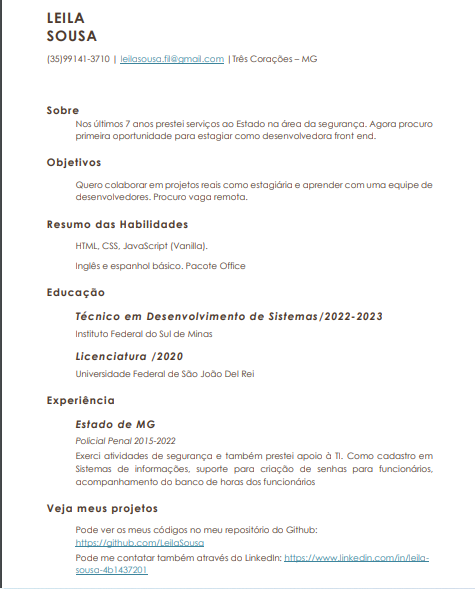 LEILA
SOUSA
(35)99141-3710 | leilasousa.fil@gmail.com |Três Corações – MG
Sobre
Nos últimos 7 anos prestei serviços ao Estado na área da segurança. Agora procuro
primeira oportunidade para estagiar como desenvolvedora front end.
Objetivos
Quero colaborar em projetos reais como estagiária e aprender com uma equipe de
desenvolvedores. Procuro vaga remota.
Resumo das Habilidades
HTML, CSS, JavaScript (Vanilla).
Inglês e espanhol básico. Pacote Office
Educação
Técnico em Desenvolvimento de Sistemas/2022-2023
Instituto Federal do Sul de Minas
Licenciatura /2020
Universidade Federal de São João Del Rei
Experiência
Estado de MG
Policial Penal 2015-2022
Exerci atividades de segurança e também prestei apoio à TI. Como cadastro em
Sistemas de informações, suporte para criação de senhas para funcionários,
acompanhamento do banco de horas dos funcionários
Veja meus projetos
Pode ver os meus códigos no meu repositório do Github:
https://github.com/LeilaSousa
Pode me contatar também através do LinkedIn: https://www.linkedin.com/in/leila-
sousa-4b1437201